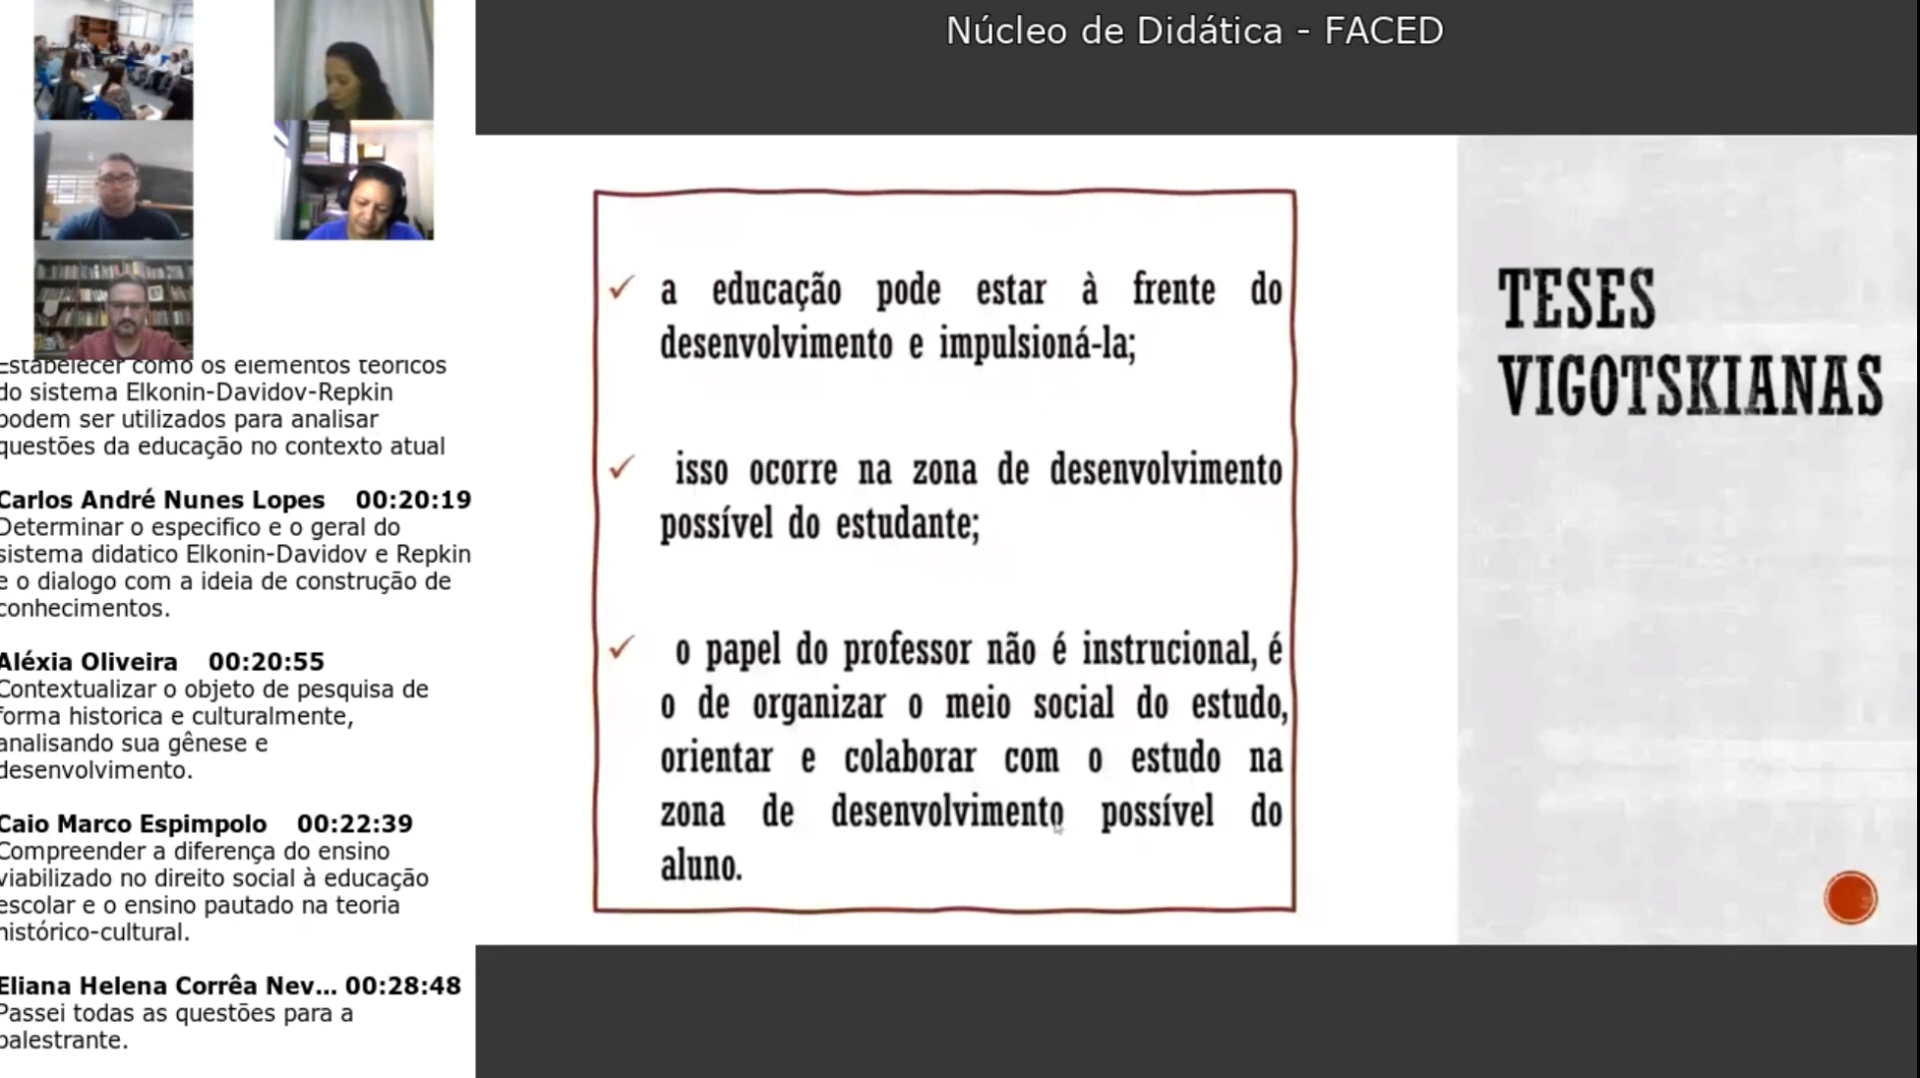 Núcleo de Didática - FACED
Estabelecer como os elementos teóricos
do sistema Elkonin-Davidov-Repkin
podem ser utilizados para analisar
questões da educação no contexto atual
Carlos André Nunes Lopes 00:20:19
Determinar o especifico e o geral do
sistema didatico Elkonin-Davidov e Repkin
e o dialogo com a ideia de construção de
conhecimentos.
Aléxia Oliveira 00:20:55
Contextualizar o objeto de pesquisa de
forma historica e culturalmente,
analisando sua gênese e
desenvolvimento.
Caio Marco Espimpolo 00:22:39
Compreender a diferença do ensino
viabilizado no direito social à educação
escolar e o ensino pautado na teoria
histórico-cultural.
Eliana Helena Corrêa Nev... 00:28:48
Passei todas as questões para a
palestrante.
✓ a educação pode estar à frente do
desenvolvimento e impulsioná-la;
✓ isso ocorre na zona de desenvolvimento
possível do estudante;
✓ o papel do professor não é instrucional, é
o de organizar o meio social do estudo,
orientar e colaborar com o estudo na
zona de desenvolvimento possível do
aluno.
TESES
VIGOTSKIANAS